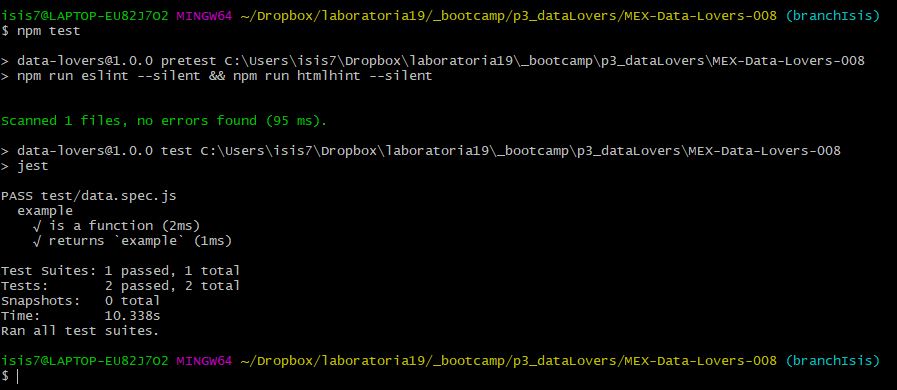 isis7@LAPTOP-EU82J7O2 MINGW64 ~/Dropbox/laboratoria19/_bootcamp/p3_dataLovers/MEX-Data-Lovers-008 (branchIsis)
$ npm test
> data-lovers@1.0.0 pretest C:\Users\isis7\Dropbox\laboratoria19\_bootcamp\p3_dataLovers\MEX-Data-Lovers-008
> npm run eslint --silent && npm run htmlhint --silent
Scanned 1 files, no errors found (95 ms).
> data-lovers@1.0.0 test C:\Users\isis7\Dropbox\laboratoria19\_bootcamp\p3_dataLovers\MEX-Data-Lovers-008
> jest
PASS test/data.spec.js
example
√ is a function (2ms)
√ returns `example` (1ms)
Test Suites: 1 passed, 1 total
Tests: 2 passed, 2 total
Snapshots: 0 total
Time: 10.338s
Ran all test suites.
isis7@LAPTOP-EU82J7O2 MINGW64 ~/Dropbox/laboratoria19/_bootcamp/p3_dataLovers/MEX-Data-Lovers-008 (branchIsis)
$